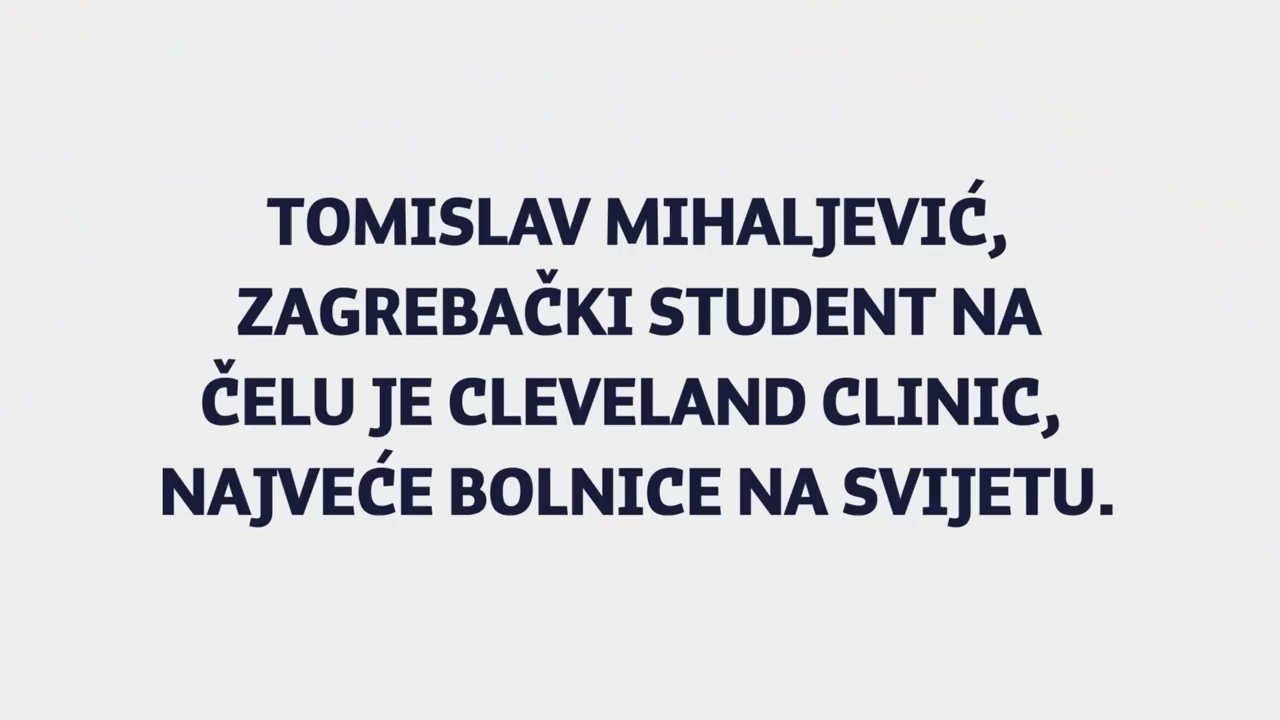 TOMISLAV MIHALJEVIĆ,
ZAGREBAČKI STUDENT NA
ČELU JE CLEVELAND CLINIC,
NAJVEĆE BOLNICE NA SVIJETU.